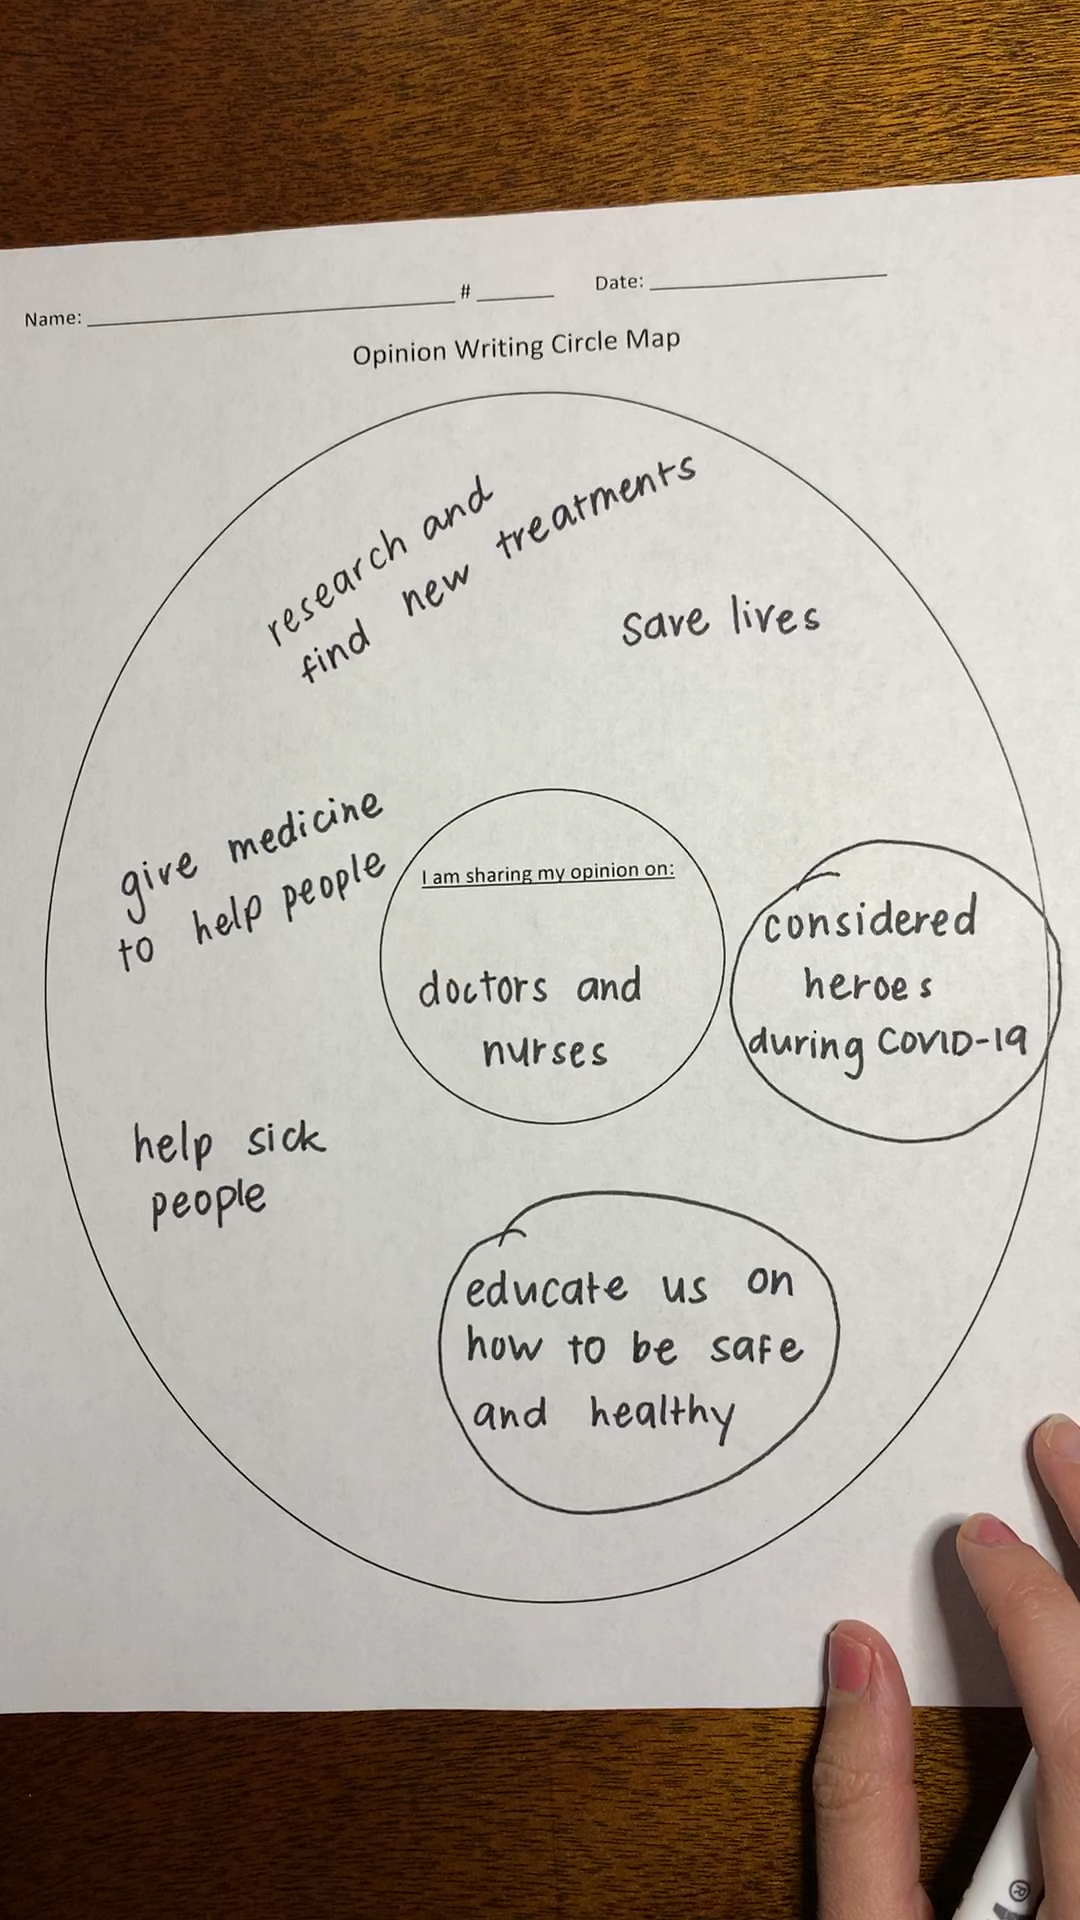 Name: # Date:
Opinion Writing Circle Map
research and
find new treatments
save lives
give medicine
to help people
I am sharing my opinion on:
doctors and
nurses
considered
heroes
during COVID-19
help sick
people
educate us on
how to be safe
and healthy
®